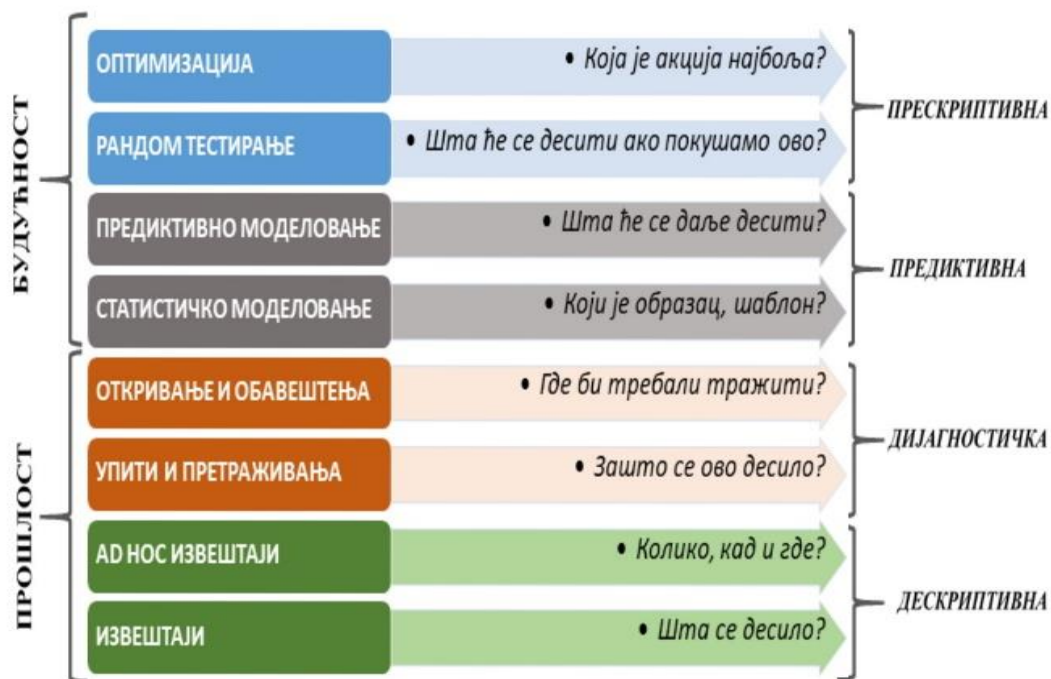 БУДУЋНОСТ
ОПТИМИЗАЦИЈА
• Која је акција најбоља?
РАНДОМ ТЕСТИРАЊЕ
• Шта ће се десити ако покушамо ово?
ПРЕСКРИПТИВНА
ПРЕДИКТИВНО МОДЕЛОВАЊЕ
• Шта ће се даље десити?
СТАТИСТИЧКО МОДЕЛОВАЊЕ
• Који је образац, шаблон?
ПРЕДИКТИВНА
ПРОШЛОСТ
ОТКРИВАЊЕ И ОБАВЕШТЕЊА
• Где би требали тражити?
УПИТИ И ПРЕТРАЖИВАЊА
• Зашто се ово десило?
ДИЈАГНОСТИЧКА
AD HOC ИЗВЕШТАЈИ
• Колико, кад и где?
ИЗВЕШТАЈИ
• Шта се десило?
ДЕСКРИПТИВНА